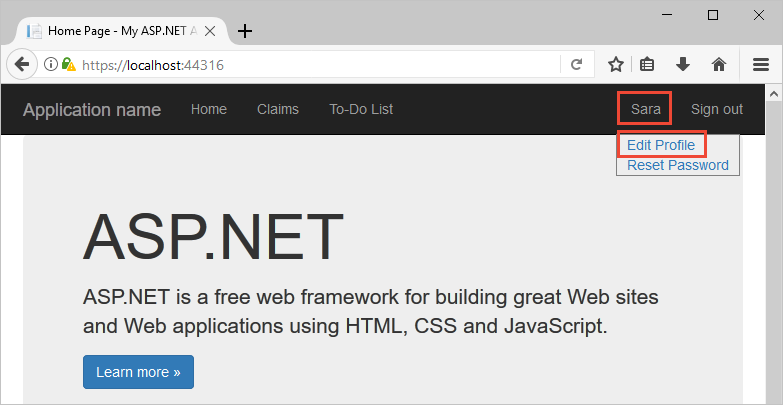 Home Page - My ASP.NET A
https://localhost:44316
Application name Home Claims To-Do List Sara Sign out
Edit Profile
Reset Password
ASP.NET
ASP.NET is a free web framework for building great Web sites
and Web applications using HTML, CSS and JavaScript.
Learn more »